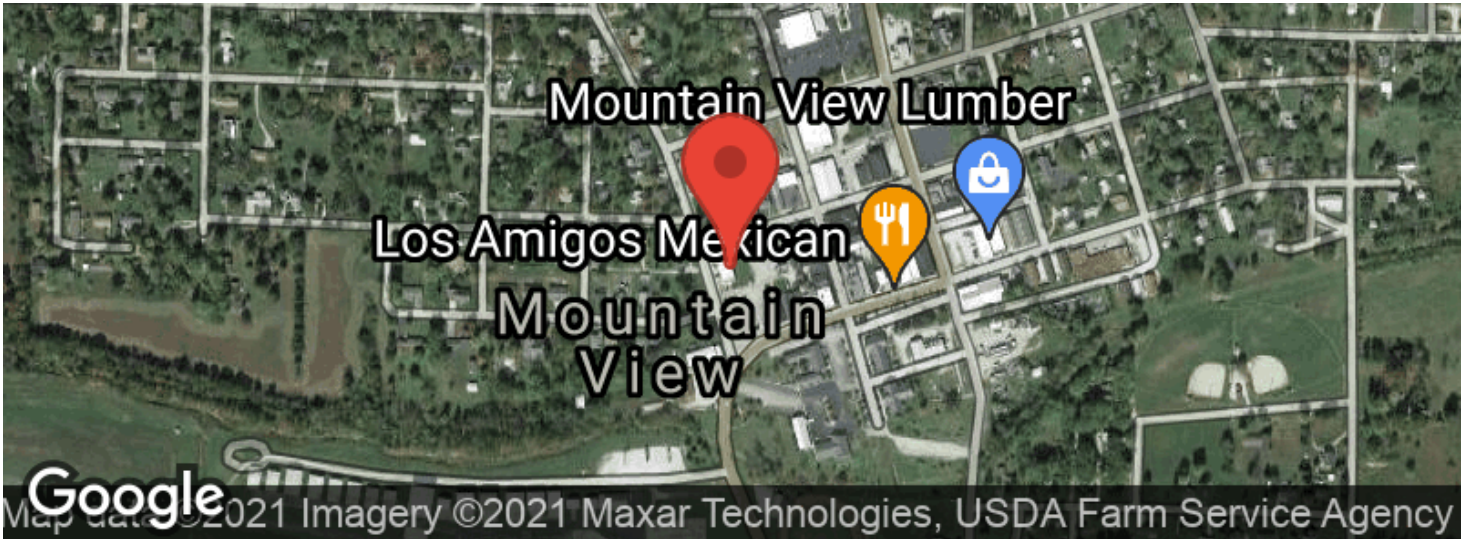 Mountain View Lumber
Los Amigos Mexican
Mountain
View
Google
Map data ©2021 Imagery ©2021 Maxar Technologies, USDA Farm Service Agency